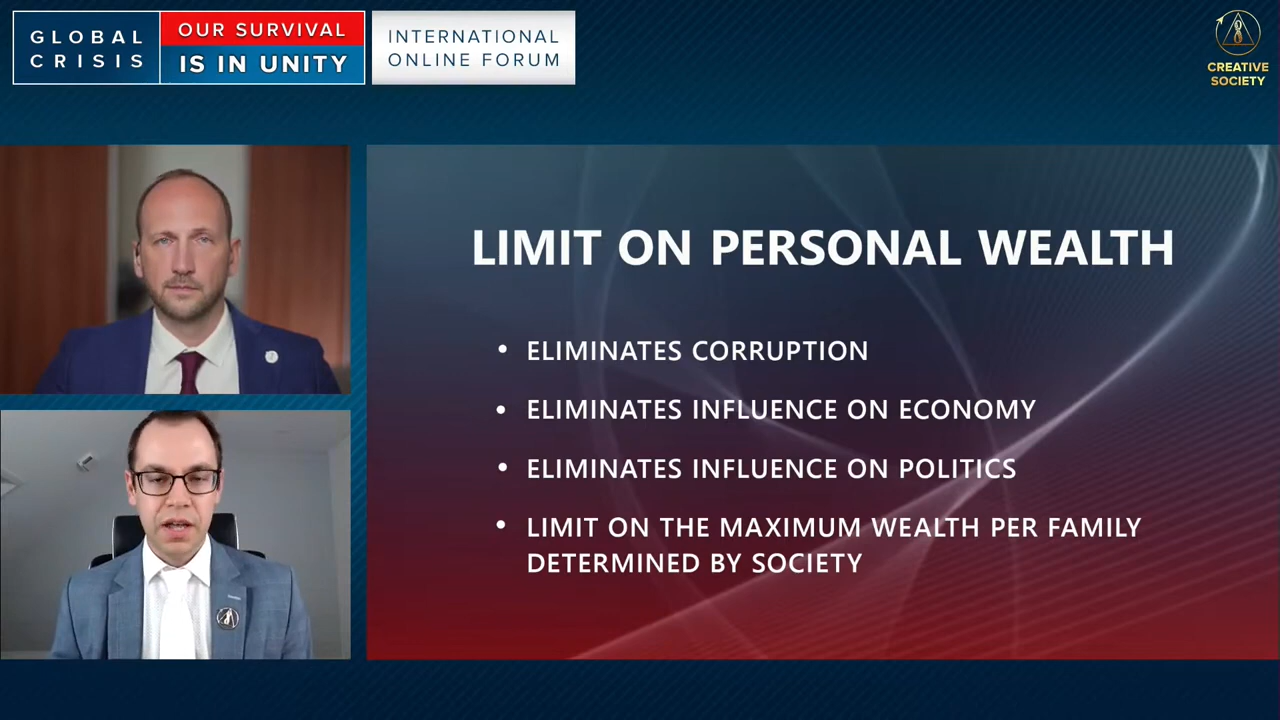 GLOBAL
CRISIS
OUR SURVIVAL
IS IN UNITY
INTERNATIONAL
ONLINE FORUM
CREATIVE
SOCIETY
LIMIT ON PERSONAL WEALTH
• ELIMINATES CORRUPTION
• ELIMINATES INFLUENCE ON ECONOMY
• ELIMINATES INFLUENCE ON POLITICS
• LIMIT ON THE MAXIMUM WEALTH PER FAMILY
DETERMINED BY SOCIETY